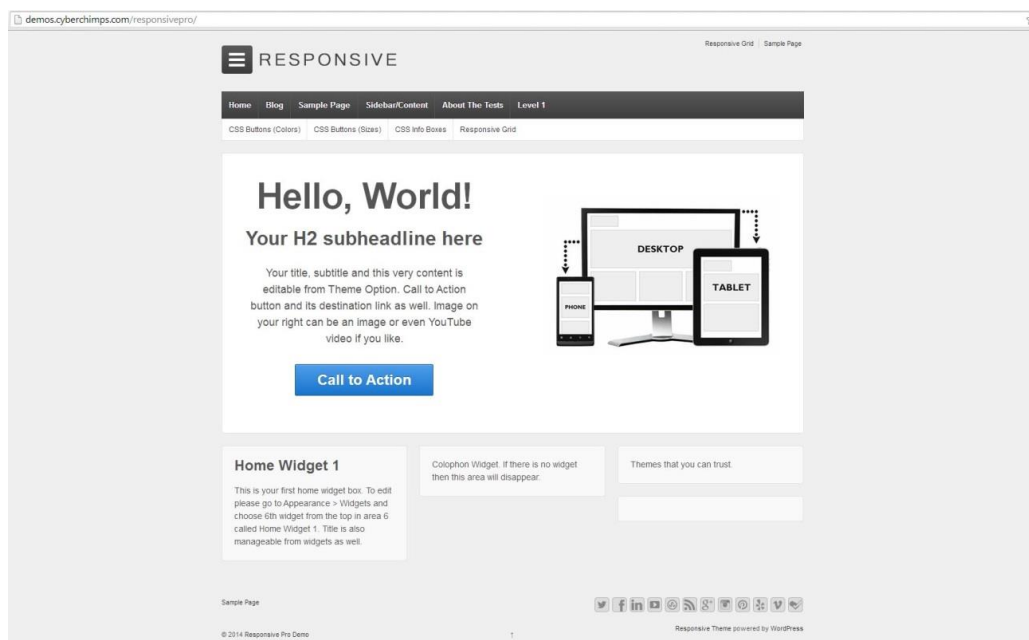 demos.cyberchimps.com/responsivepro/
Responsive Grid Sample Page
RESPONSIVE
Home Blog Sample Page Sidebar/Content About The Tests Level 1
CSS Buttons (Colors) CSS Buttons (Sizes) CSS Info Boxes Responsive Grid
Hello, World!
Your H2 subheadline here
Your title, subtitle and this very content is
editable from Theme Option. Call to Action
button and its destination link as well. Image on
your right can be an image or even YouTube
video if you like.
Call to Action
DESKTOP
TABLET
PHONE
Home Widget 1
This is your first home widget box. To edit
please go to Appearance > Widgets and
choose 6th widget from the top in area 6
called Home Widget 1. Title is also
manageable from widgets as well.
Colophon Widget. If there is no widget
then this area will disappear.
Themes that you can trust.
Sample Page
© 2014 Responsive Pro Demo
↑
Responsive Theme powered by WordPress